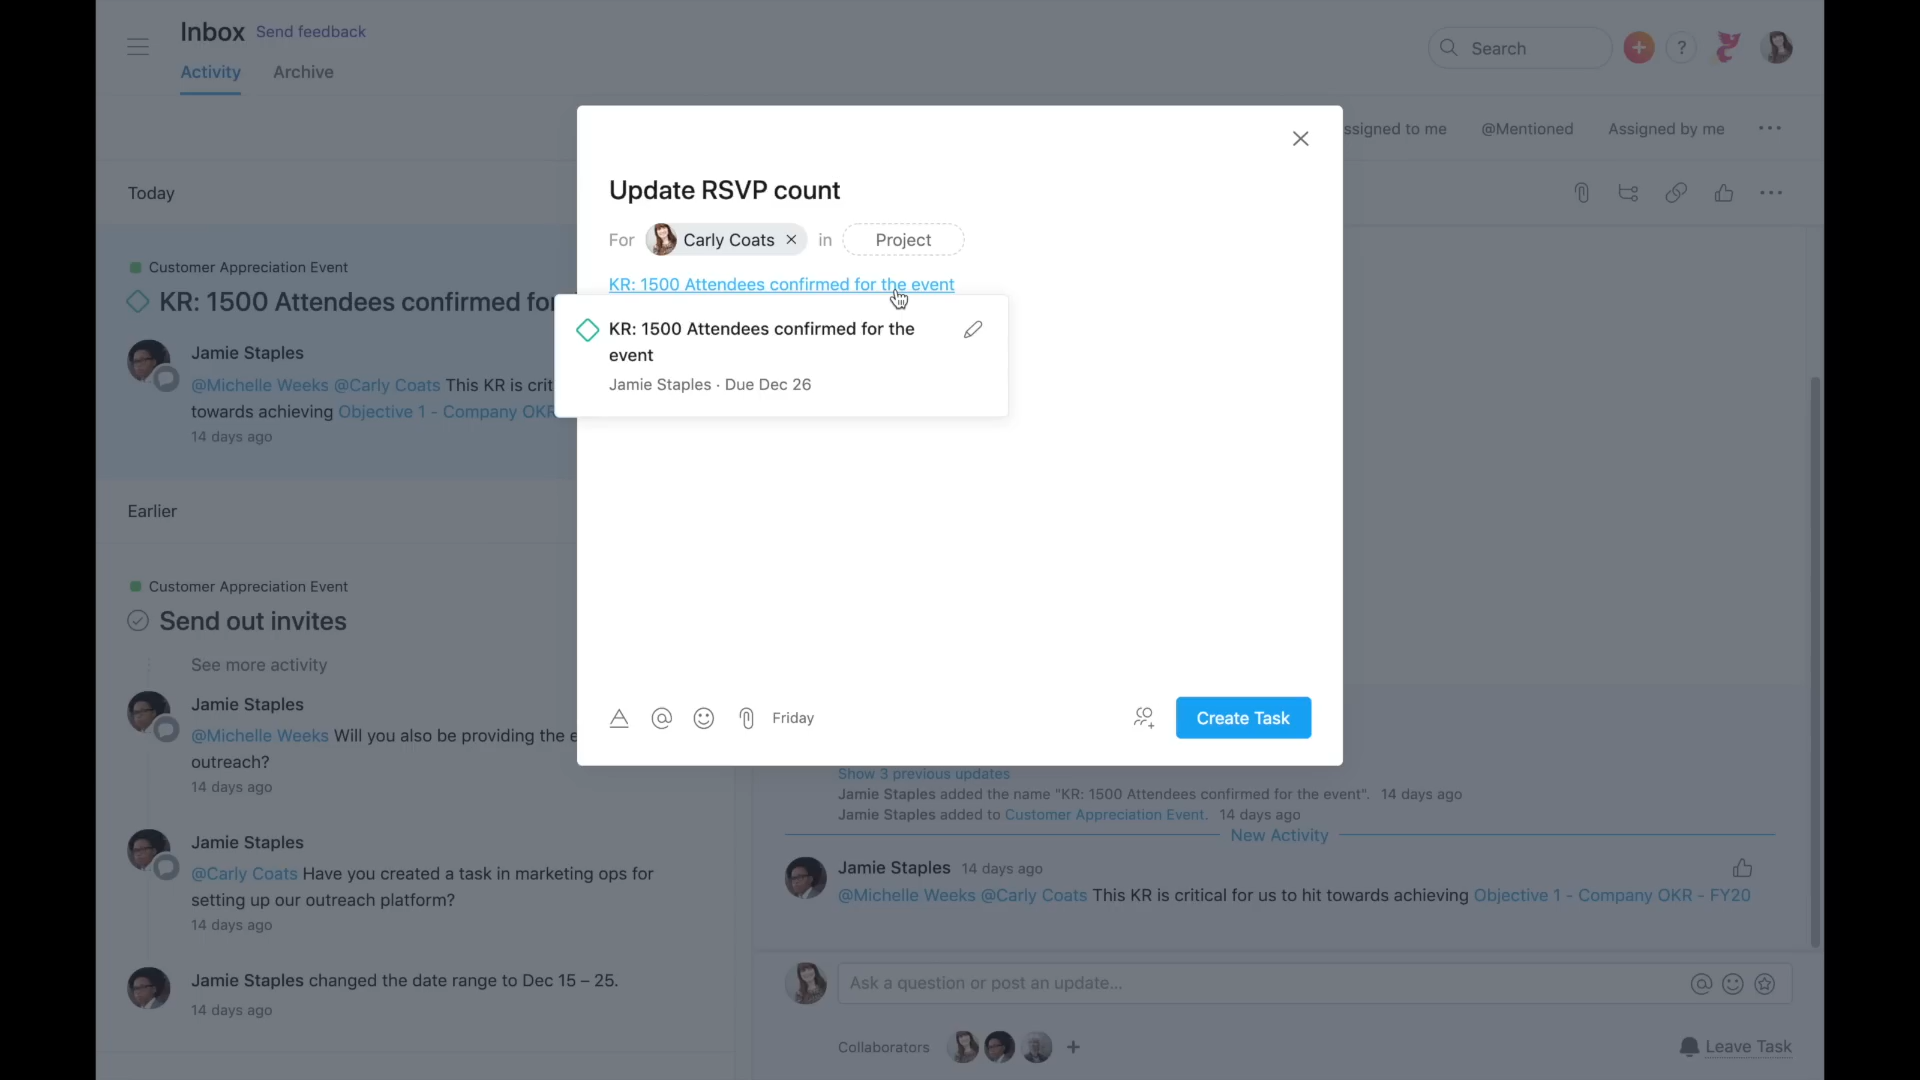 Inbox Send feedback
Activity Archive
Search
?
ssigned to me @Mentioned Assigned by me
Today
Customer Appreciation Event
KR: 1500 Attendees confirmed for
Jamie Staples
@Michelle Weeks @Carly Coats This KR is crit
towards achieving Objective 1 - Company OKR
14 days ago
Earlier
Customer Appreciation Event
Send out invites
See more activity
Jamie Staples
@Michelle Weeks Will you also be providing the e
outreach?
14 days ago
Jamie Staples
@Carly Coats Have you created a task in marketing ops for
setting up our outreach platform?
14 days ago
Jamie Staples changed the date range to Dec 15 – 25.
14 days ago
Update RSVP count
For Carly Coats in Project
KR: 1500 Attendees confirmed for the event
KR: 1500 Attendees confirmed for the
event
Jamie Staples · Due Dec 26
Friday
Create Task
Show 3 previous updates
Jamie Staples added the name "KR: 1500 Attendees confirmed for the event". 14 days ago
Jamie Staples added to Customer Appreciation Event. 14 days ago
New Activity
Jamie Staples 14 days ago
@Michelle Weeks @Carly Coats This KR is critical for us to hit towards achieving Objective 1 - Company OKR - FY20
Ask a question or post an update...
Collaborators
Leave Task